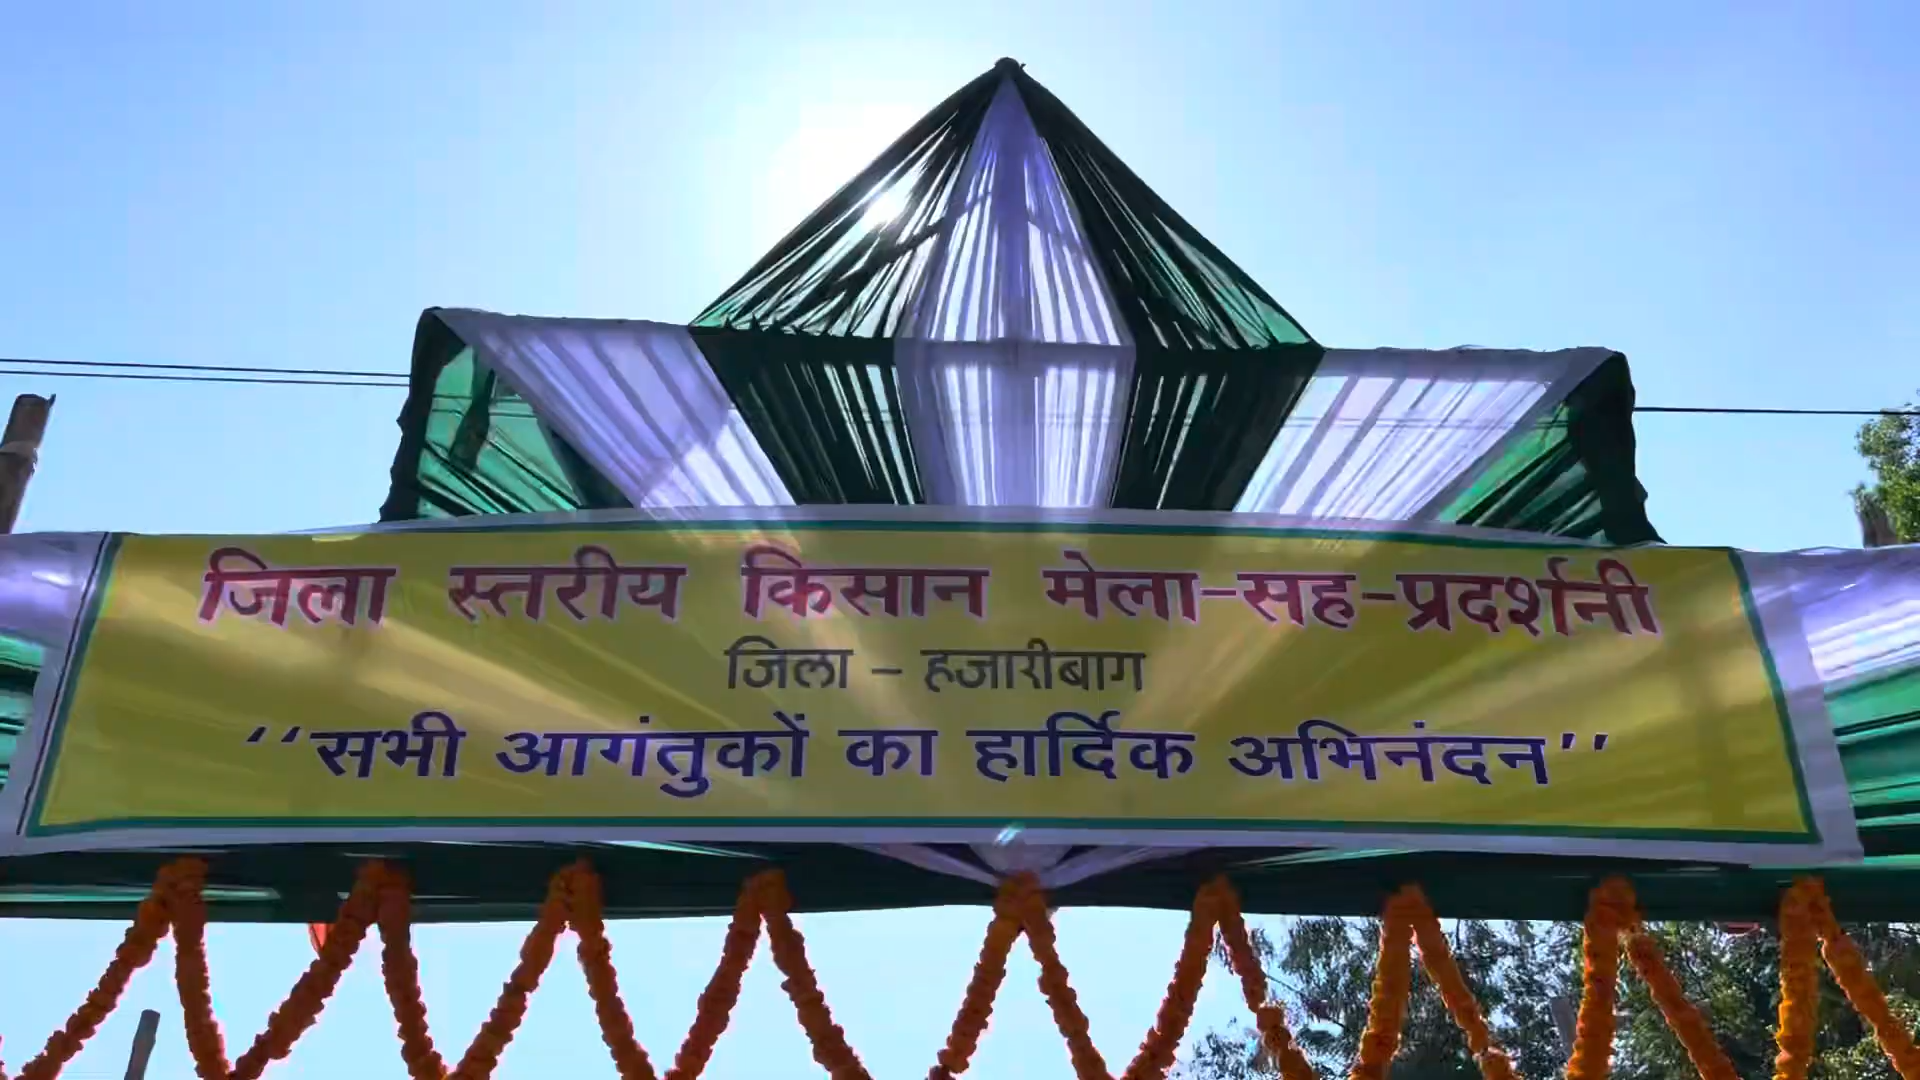 जिला स्तरीय किसान मेला-सह-प्रदर्शनी
जिला - हजारीबाग
‘‘सभी आगंतुकों का हार्दिक अभिनंदन’’